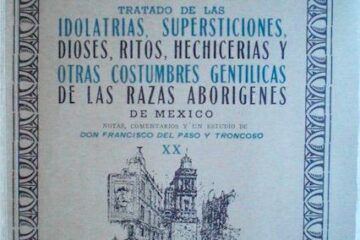 TRATADO DE LAS
IDOLATRIAS, SUPERSTICIONES,
DIOSES, RITOS, HECHICERIAS Y
OTRAS COSTUMBRES GENTILICAS
DE LAS RAZAS ABORIGENES
DE MEXICO
NOTAS, COMENTARIOS Y UN ESTUDIO DE
DON FRANCISCO DEL PASO Y TRONCOSO
XX